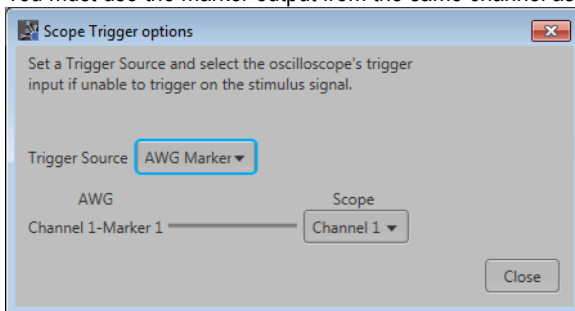 You must use the marker output from the same channel as
Scope Trigger options
Set a Trigger Source and select the oscilloscope's trigger
input if unable to trigger on the stimulus signal.
Trigger Source AWG Marker
AWG Scope
Channel 1-Marker 1 Channel 1
Close